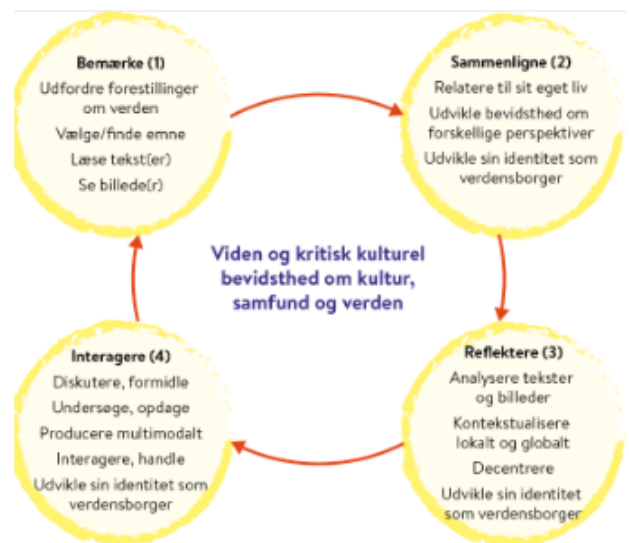 Bemærke (1)
Udfordre forestillinger
om verden
Vælge/finde emne
Læse tekst(er)
Se billede(r)
Sammenligne (2)
Relatere til sit eget liv
Udvikle bevidsthed om
forskellige perspektiver
Udvikle sin identitet som
verdensborger
Viden og kritisk kulturel
bevidsthed om kultur,
samfund og verden
Reflektere (3)
Analysere tekster
og billeder
Kontekstualisere
lokalt og globalt
Decentrere
Udvikle sin identitet
som verdensborger
Interagere (4)
Diskutere, formidle
Undersøge, opdage
Producere multimodalt
Interagere, handle
Udvikle sin identitet som
verdensborger